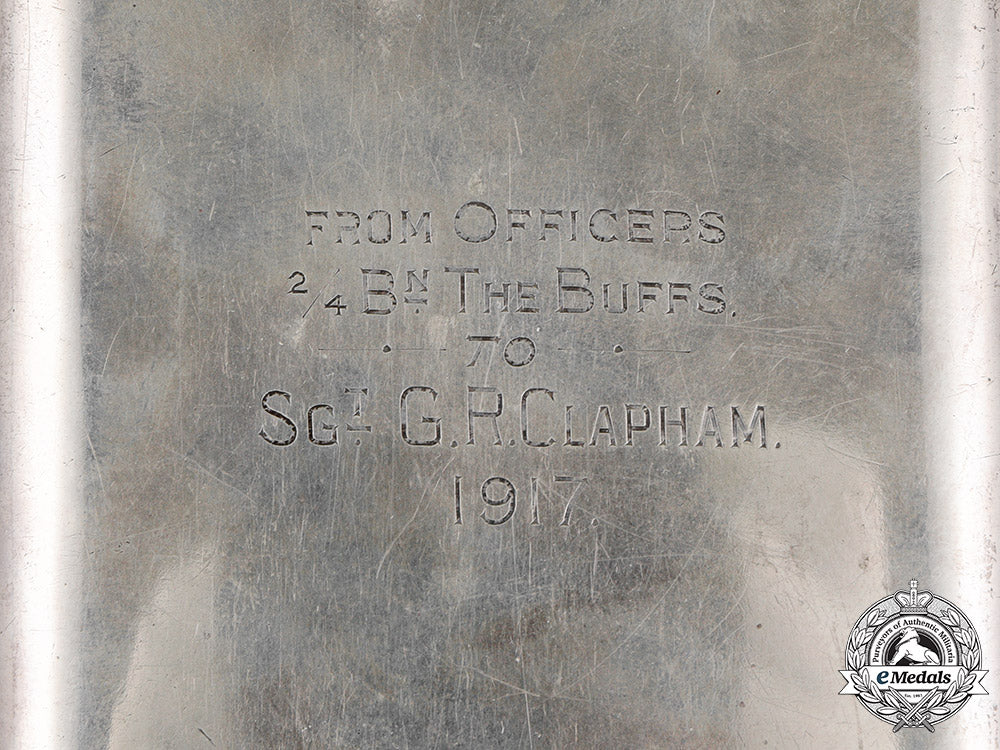 FROM OFFICERS
2/4 BN THE BUFFS.
TO
SGT G.R. CLAPHAM.
1917.
Purveyors of Authentic Militaria
eMedals